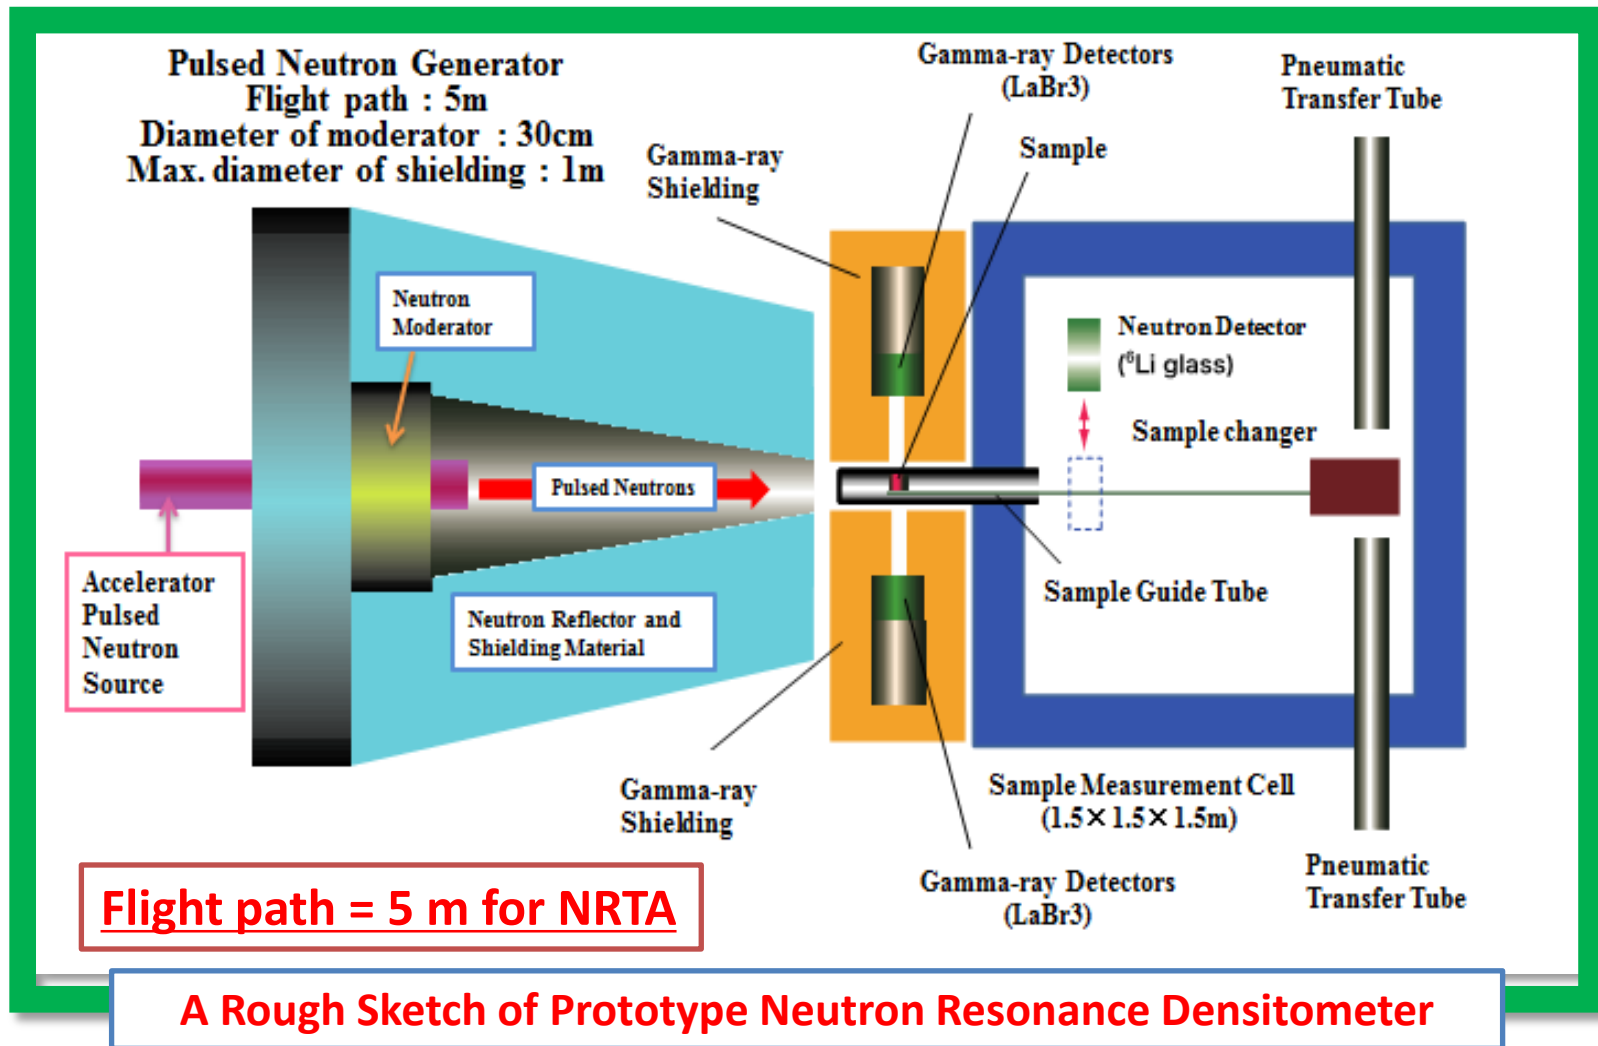 Pulsed Neutron Generator
Flight path : 5m
Diameter of moderator : 30cm
Max. diameter of shielding : 1m
Gamma-ray Detectors
(LaBr3)
Pneumatic
Transfer Tube
Gamma-ray
Shielding
Sample
Neutron
Moderator
Neutron Detector
(⁶Li glass)
Sample changer
Pulsed Neutrons
Accelerator
Pulsed
Neutron
Source
Neutron Reflector and
Shielding Material
Sample Guide Tube
Gamma-ray
Shielding
Sample Measurement Cell
(1.5×1.5×1.5m)
Gamma-ray Detectors
(LaBr3)
Pneumatic
Transfer Tube
Flight path = 5 m for NRTA
A Rough Sketch of Prototype Neutron Resonance Densitometer